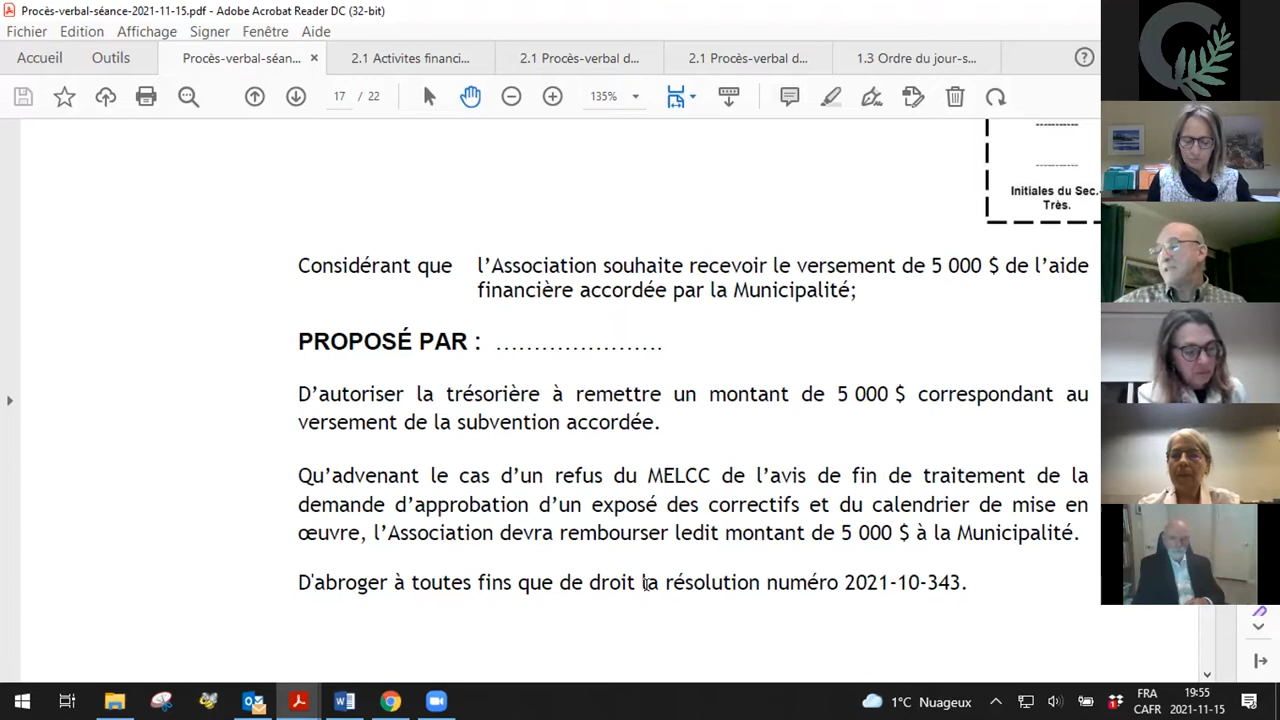 Procès-verbal-séance-2021-11-15.pdf - Adobe Acrobat Reader DC (32-bit)
Fichier Edition Affichage Signer Fenêtre Aide
Accueil Outils Procès-verbal-séan... × 2.1 Activites financi... 2.1 Procès-verbal d... 2.1 Procès-verbal d... 1.3 Ordre du jour-s...
17 / 22 135%
Initiales du Sec.-
Très.
Considérant que l’Association souhaite recevoir le versement de 5 000 $ de l’aide
financière accordée par la Municipalité;
PROPOSÉ PAR : ......................
D’autoriser la trésorière à remettre un montant de 5 000 $ correspondant au
versement de la subvention accordée.
Qu’advenant le cas d’un refus du MELCC de l’avis de fin de traitement de la
demande d’approbation d’un exposé des correctifs et du calendrier de mise en
œuvre, l’Association devra rembourser ledit montant de 5 000 $ à la Municipalité.
D'abroger à toutes fins que de droit la résolution numéro 2021-10-343.
1°C Nuageux FRA 19:55
CAFR 2021-11-15